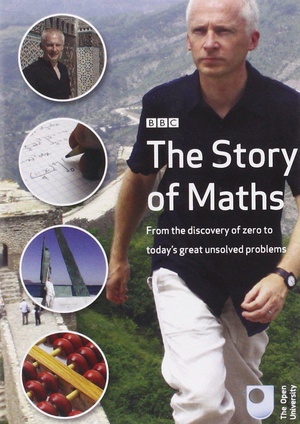 BBC
The Story
of Maths
From the discovery of zero to
today's great unsolved problems
The Open
University